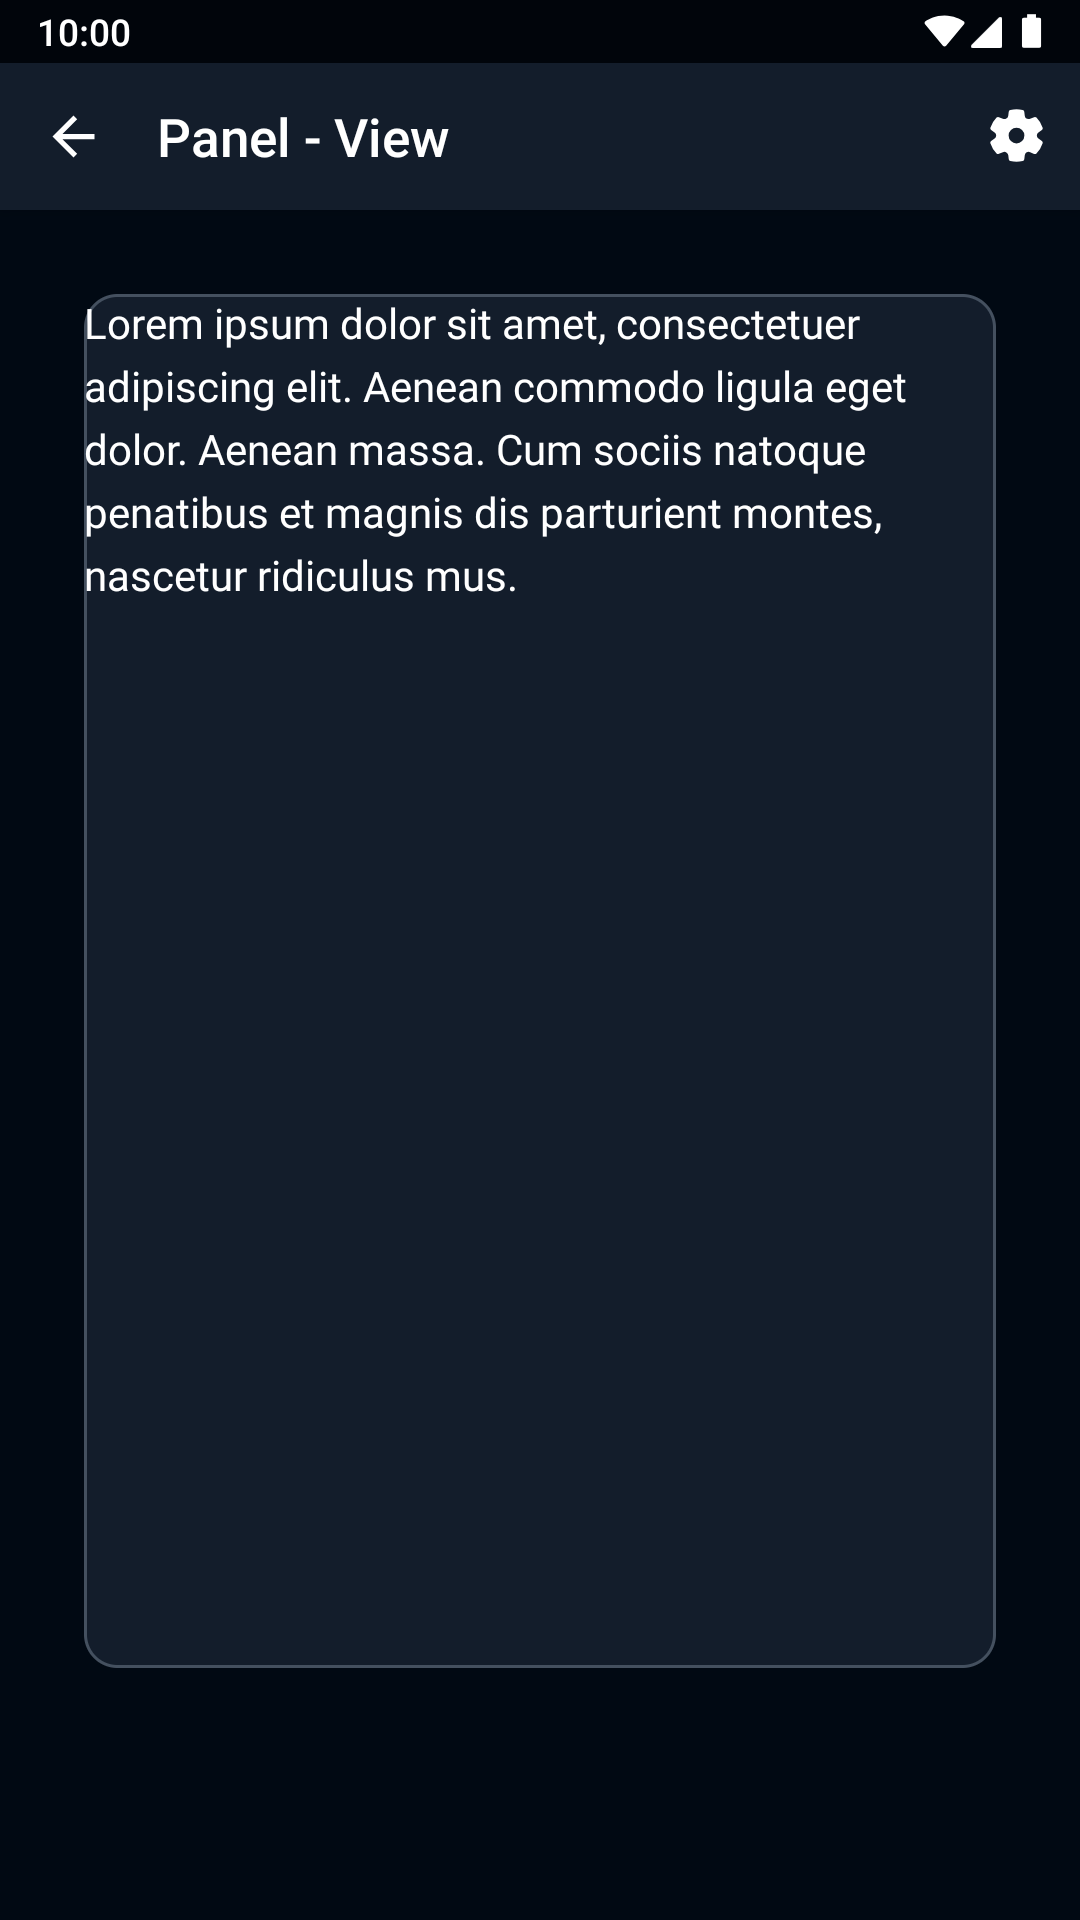 10:00
Panel - View
Lorem ipsum dolor sit amet, consectetuer
adipiscing elit. Aenean commodo ligula eget
dolor. Aenean massa. Cum sociis natoque
penatibus et magnis dis parturient montes,
nascetur ridiculus mus.